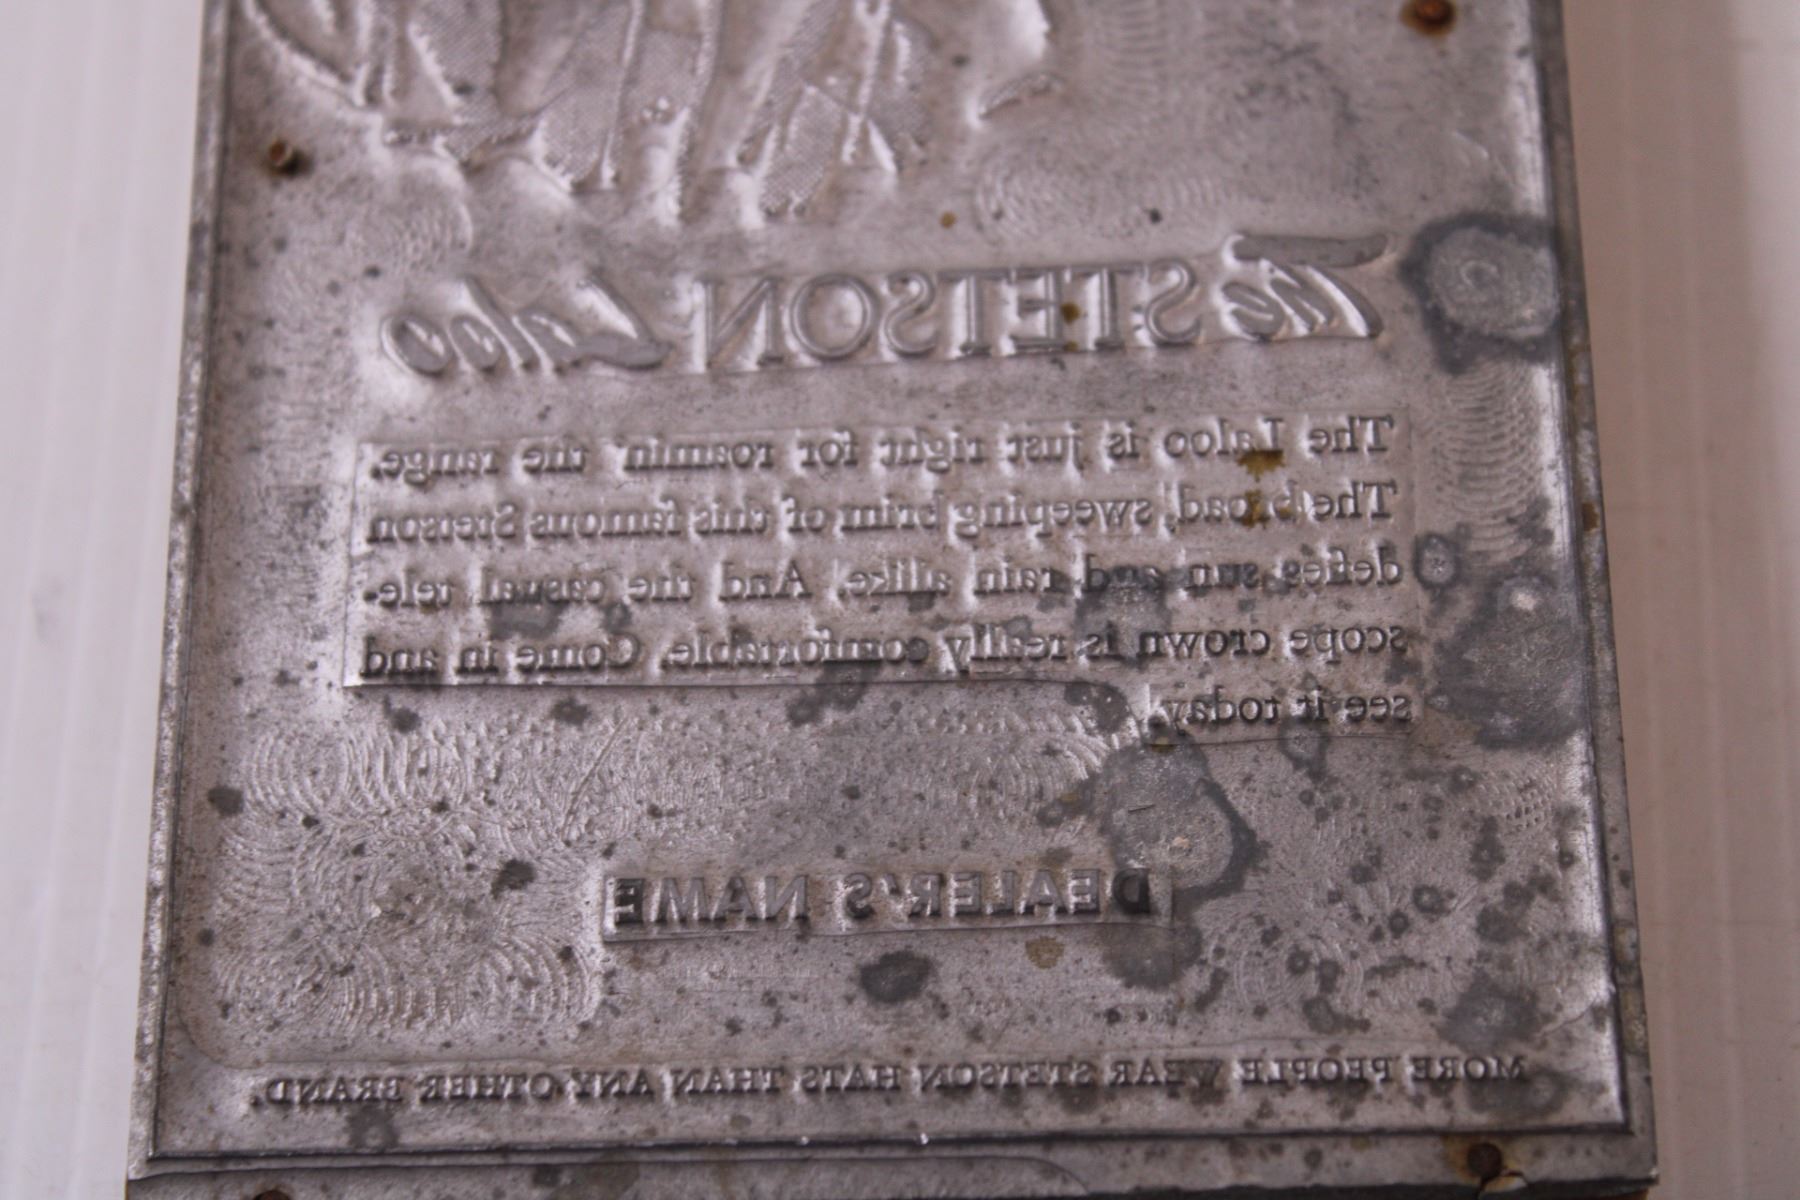 The STETSON Laloo
The Laloo is just right for roamin' the range.
The broad, sweeping brim of this famous Stetson
defies sun and rain alike. And the casual tele-
scope crown is really comfortable. Come in and
see it today.
DEALER'S NAME
MORE PEOPLE WEAR STETSON HATS THAN ANY OTHER BRAND.